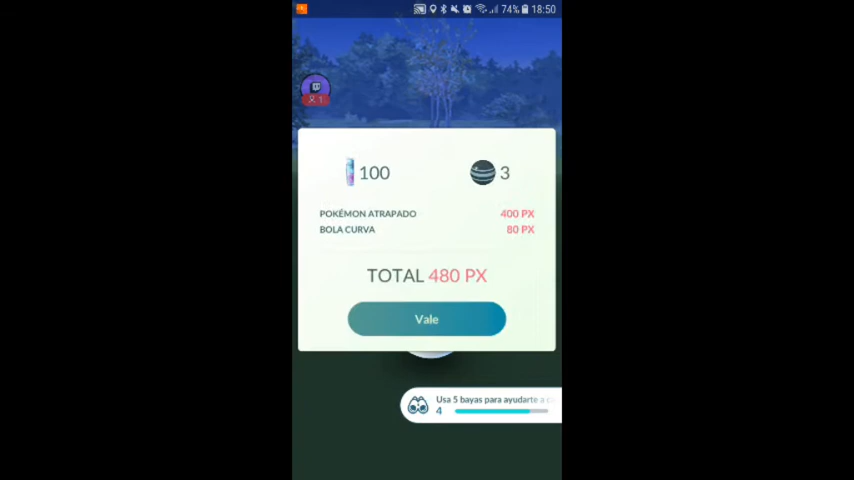 74% 18:50
1
100 3
POKÉMON ATRAPADO 400 PX
BOLA CURVA 80 PX
TOTAL 480 PX
Vale
Usa 5 bayas para ayudarte a
4